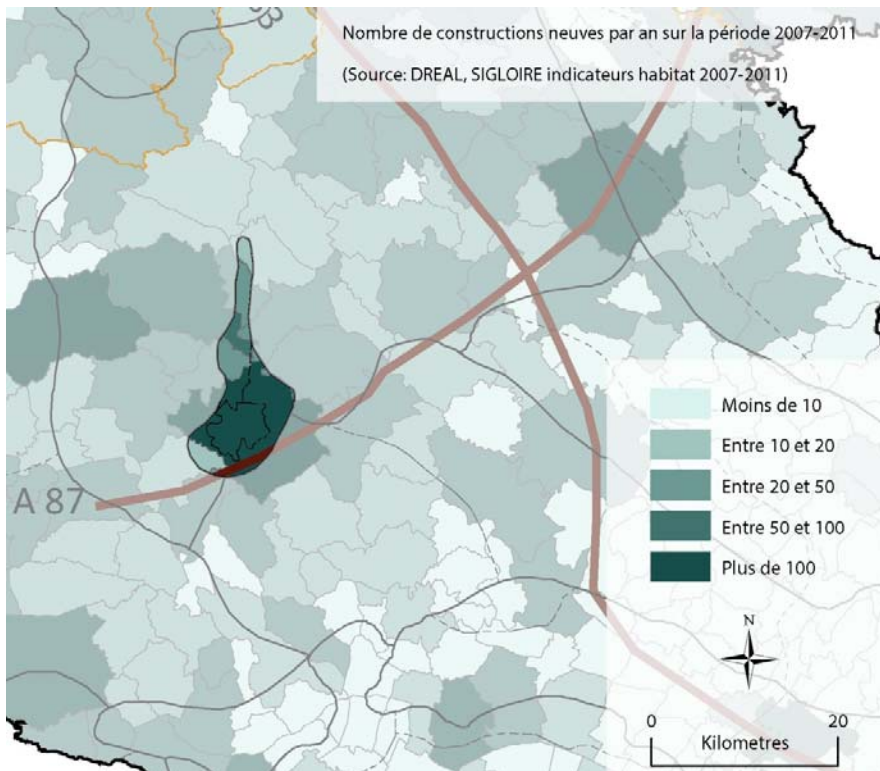 Nombre de constructions neuves par an sur la période 2007-2011
(Source: DREAL, SIGLOIRE indicateurs habitat 2007-2011)
Moins de 10
Entre 10 et 20
Entre 20 et 50
Entre 50 et 100
Plus de 100
A 87
N
0 20
Kilometres